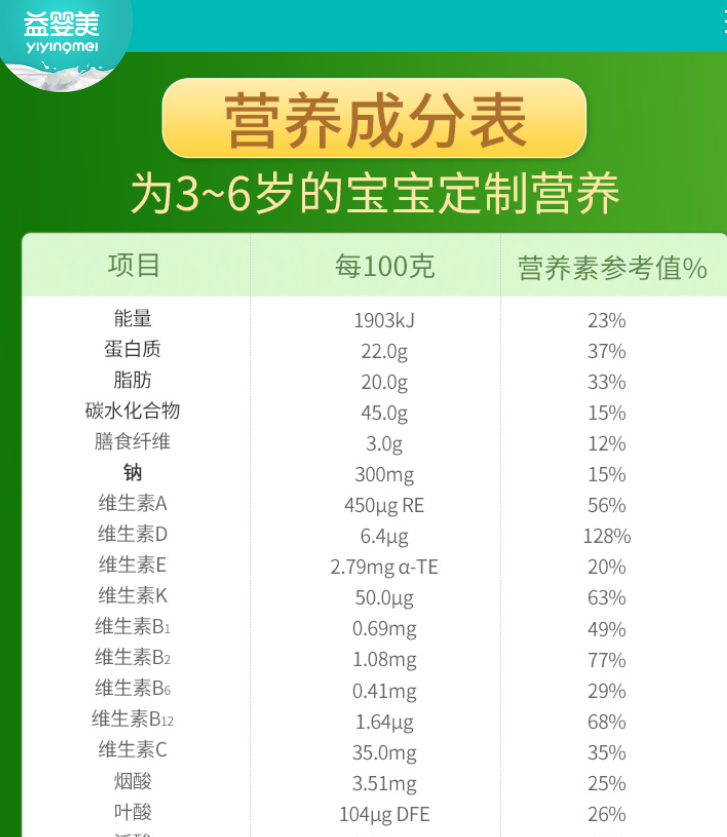 益婴美
yiyingmei
营养成分表
为3~6岁的宝宝定制营养
项目 每100克 营养素参考值%
能量 1903kJ 23%
蛋白质 22.0g 37%
脂肪 20.0g 33%
碳水化合物 45.0g 15%
膳食纤维 3.0g 12%
钠 300mg 15%
维生素A 450μg RE 56%
维生素D 6.4μg 128%
维生素E 2.79mg α-TE 20%
维生素K 50.0μg 63%
维生素B1 0.69mg 49%
维生素B2 1.08mg 77%
维生素B6 0.41mg 29%
维生素B12 1.64μg 68%
维生素C 35.0mg 35%
烟酸 3.51mg 25%
叶酸 104μg DFE 26%